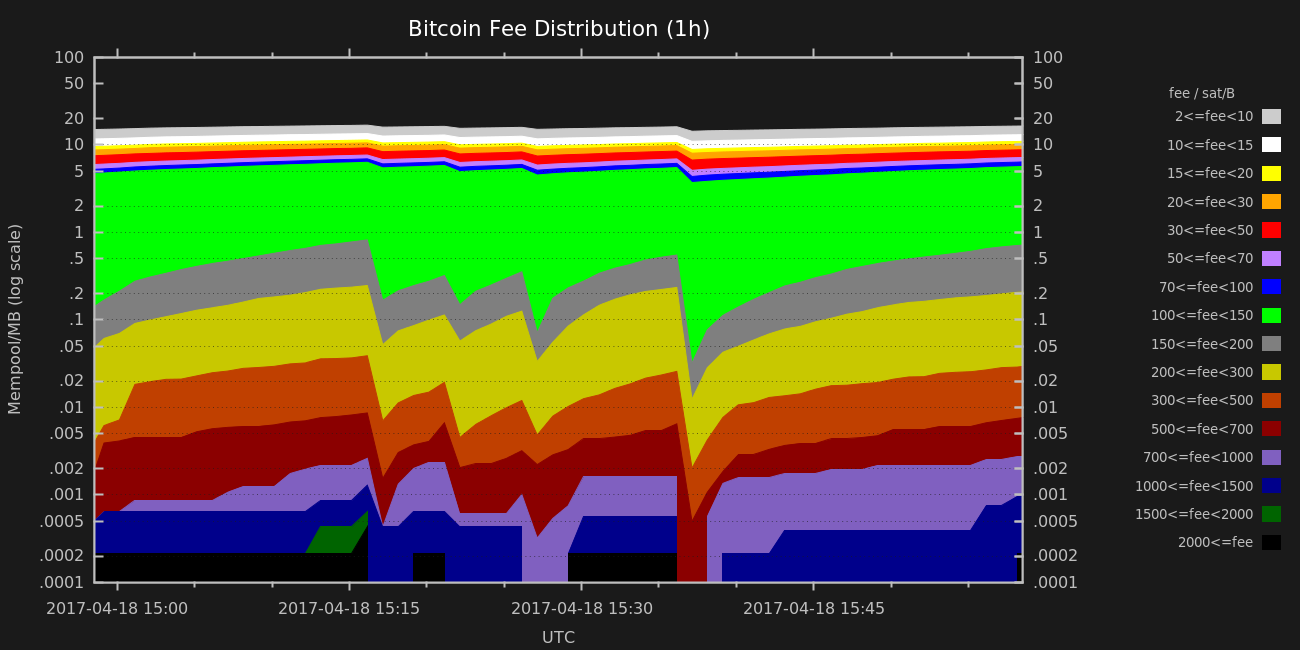 Bitcoin Fee Distribution (1h)
Mempool/MB (log scale)
100
50
20
10
5
2
1
.5
.2
.1
.05
.02
.01
.005
.002
.001
.0005
.0002
.0001
100
50
20
10
5
2
1
.5
.2
.1
.05
.02
.01
.005
.002
.001
.0005
.0002
.0001
2017-04-18 15:00
2017-04-18 15:15
2017-04-18 15:30
2017-04-18 15:45
UTC
fee / sat/B
2<=fee<10
10<=fee<15
15<=fee<20
20<=fee<30
30<=fee<50
50<=fee<70
70<=fee<100
100<=fee<150
150<=fee<200
200<=fee<300
300<=fee<500
500<=fee<700
700<=fee<1000
1000<=fee<1500
1500<=fee<2000
2000<=fee